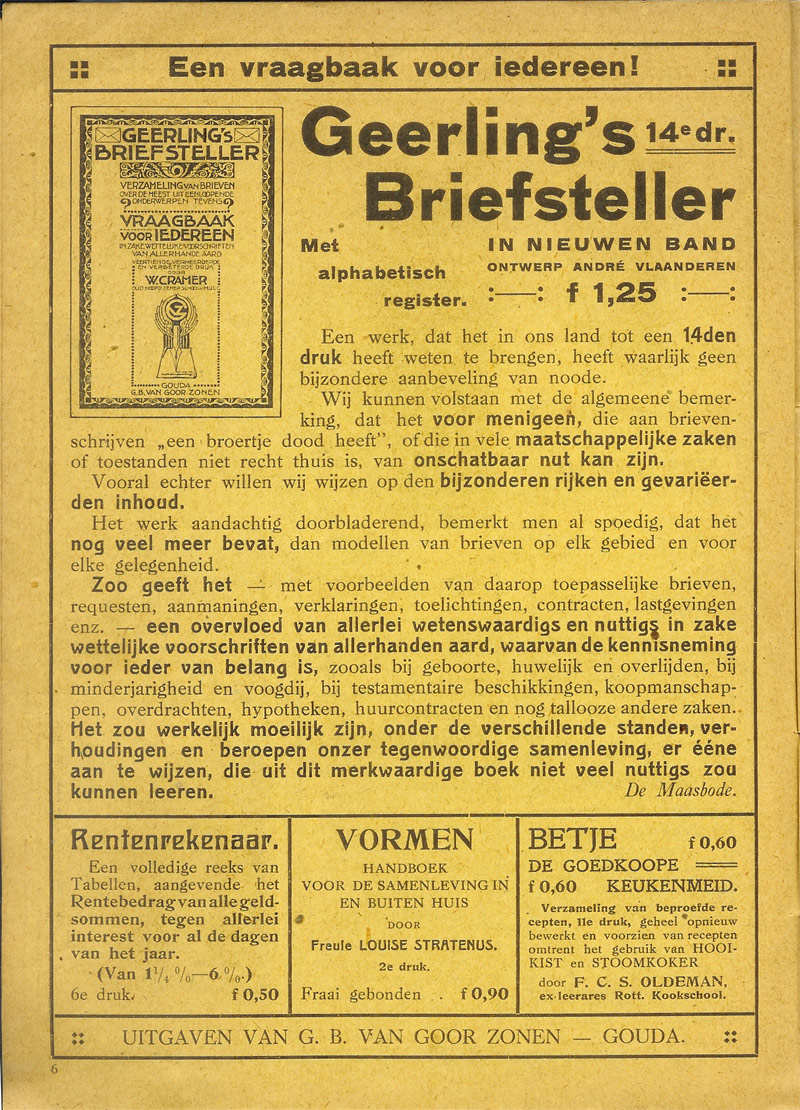 Een vraagbaak voor iedereen!
GEERLING'S
BRIEFSTELLER
VERZAMELING VAN BRIEVEN
OVER DE MEEST UITEENLOOPENDE
ONDERWERPEN TEVENS
VRAAGBAAK
VOOR IEDEREEN
IN ZAKE WETTELIJKE VOORSCHRIFTEN
VAN ALLERHANDE AARD
VEERTIENDE, VERMEERDERDE
EN VERBETERDE DRUK
DOOR
W. CRAMER
GOUDA
G.B. VAN GOOR ZONEN
Geerling's 14e dr.
Briefsteller
Met
alphabetisch
register.
IN NIEUWEN BAND
ONTWERP ANDRÉ VLAANDEREN
f 1,25
Een werk, dat het in ons land tot een 14den
druk heeft weten te brengen, heeft waarlijk geen
bijzondere aanbeveling van noode.
Wij kunnen volstaan met de algemeene bemer-
king, dat het voor menigeen, die aan brieven-
schrijven „een broertje dood heeft”, of die in vele maatschappelijke zaken
of toestanden niet recht thuis is, van onschatbaar nut kan zijn.
Vooral echter willen wij wijzen op den bijzonderen rijken en gevariëer-
den inhoud.
Het werk aandachtig doorbladerend, bemerkt men al spoedig, dat het
nog veel meer bevat, dan modellen van brieven op elk gebied en voor
elke gelegenheid.
Zoo geeft het — met voorbeelden van daarop toepasselijke brieven,
requesten, aanmaningen, verklaringen, toelichtingen, contracten, lastgevingen
enz. — een overvloed van allerlei wetenswaardigs en nuttigs in zake
wettelijke voorschriften van allerhanden aard, waarvan de kennisneming
voor ieder van belang is, zooals bij geboorte, huwelijk en overlijden, bij
minderjarigheid en voogdij, bij testamentaire beschikkingen, koopmanschap-
pen, overdrachten, hypotheken, huurcontracten en nog tallooze andere zaken.
Het zou werkelijk moeilijk zijn, onder de verschillende standen, ver-
houdingen en beroepen onzer tegenwoordige samenleving, er ééne
aan te wijzen, die uit dit merkwaardige boek niet veel nuttigs zou
kunnen leeren. De Maasbode.
Rentenrekenaar.
Een volledige reeks van
Tabellen, aangevende het
Rentebedrag van alle geld-
sommen, tegen allerlei
interest voor al de dagen
van het jaar.
(Van 1 1/4 %—6 %.)
6e druk. f 0,50
VORMEN
HANDBOEK
VOOR DE SAMENLEVING IN
EN BUITEN HUIS
DOOR
Freule LOUISE STRATENUS.
2e druk.
Fraai gebonden . f 0,90
BETJE f 0,60
DE GOEDKOOPE
f 0,60 KEUKENMEID.
Verzameling van beproefde re-
cepten, 11e druk, geheel opnieuw
bewerkt en voorzien van recepten
omtrent het gebruik van HOOI-
KIST en STOOMKOKER
door F. C. S. OLDEMAN,
ex-leerares Rott. Kookschool.
UITGAVEN VAN G. B. VAN GOOR ZONEN — GOUDA.
6